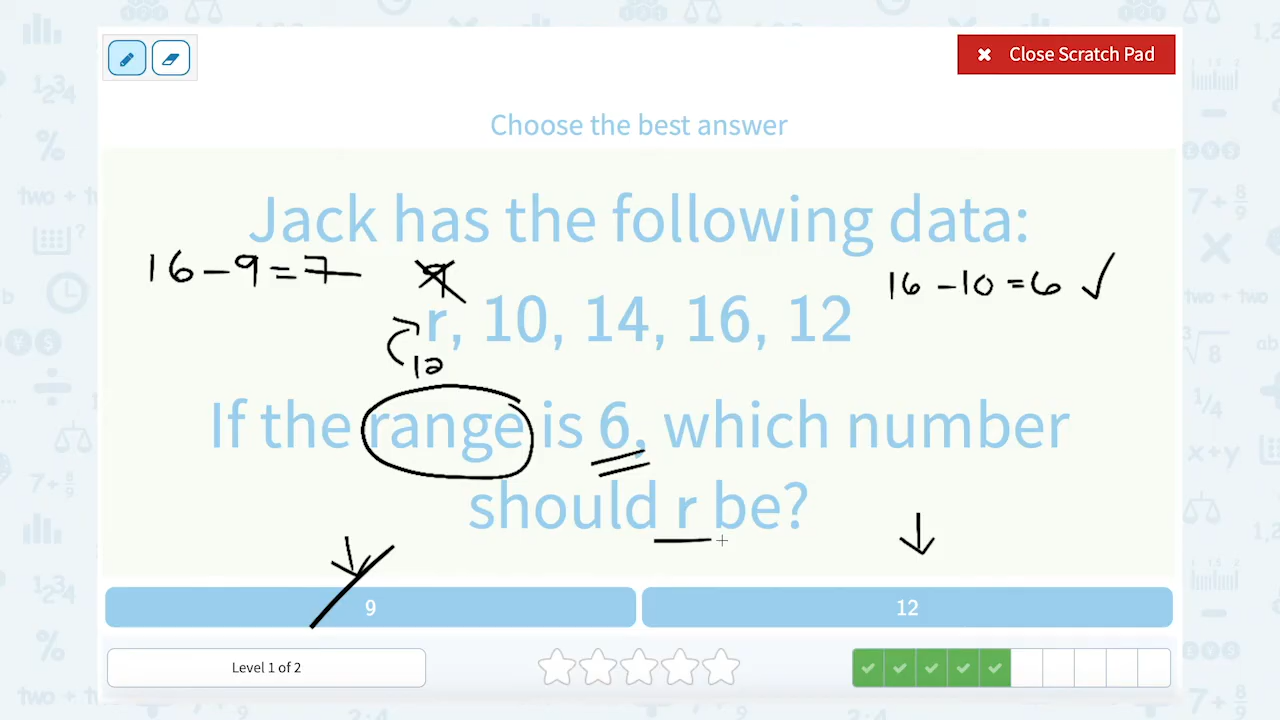 Close Scratch Pad
Choose the best answer
Jack has the following data:
16-9=7
9
16-10=6
r, 10, 14, 16, 12
12
If the range is 6, which number
should r be?
9
12
Level 1 of 2